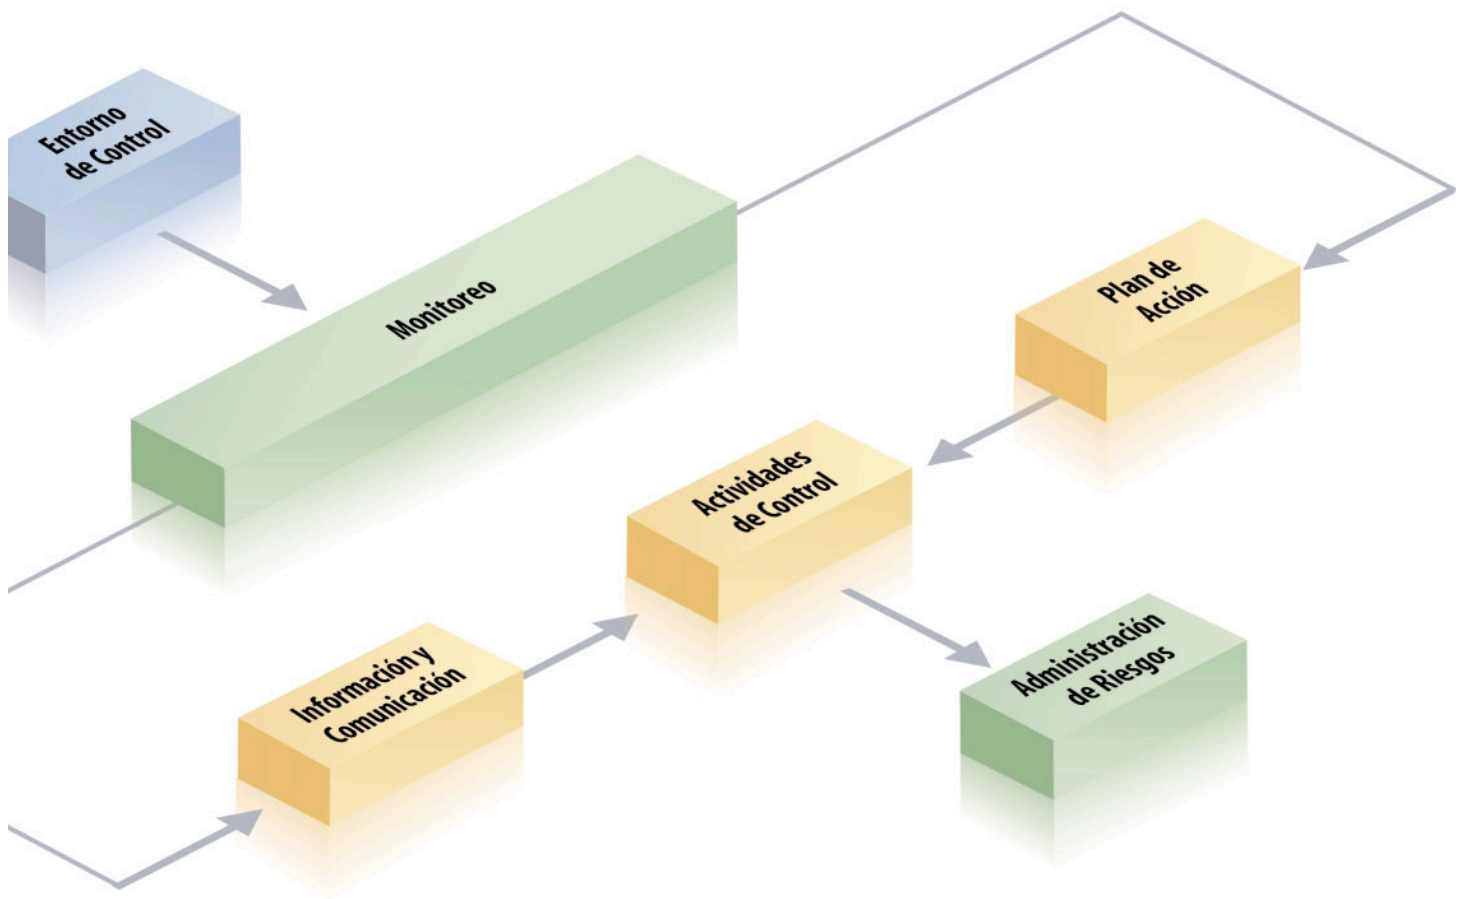 Entorno
de Control
Monitoreo
Plan de
Acción
Actividades
de Control
Administración
de Riesgos
Información y
Comunicación